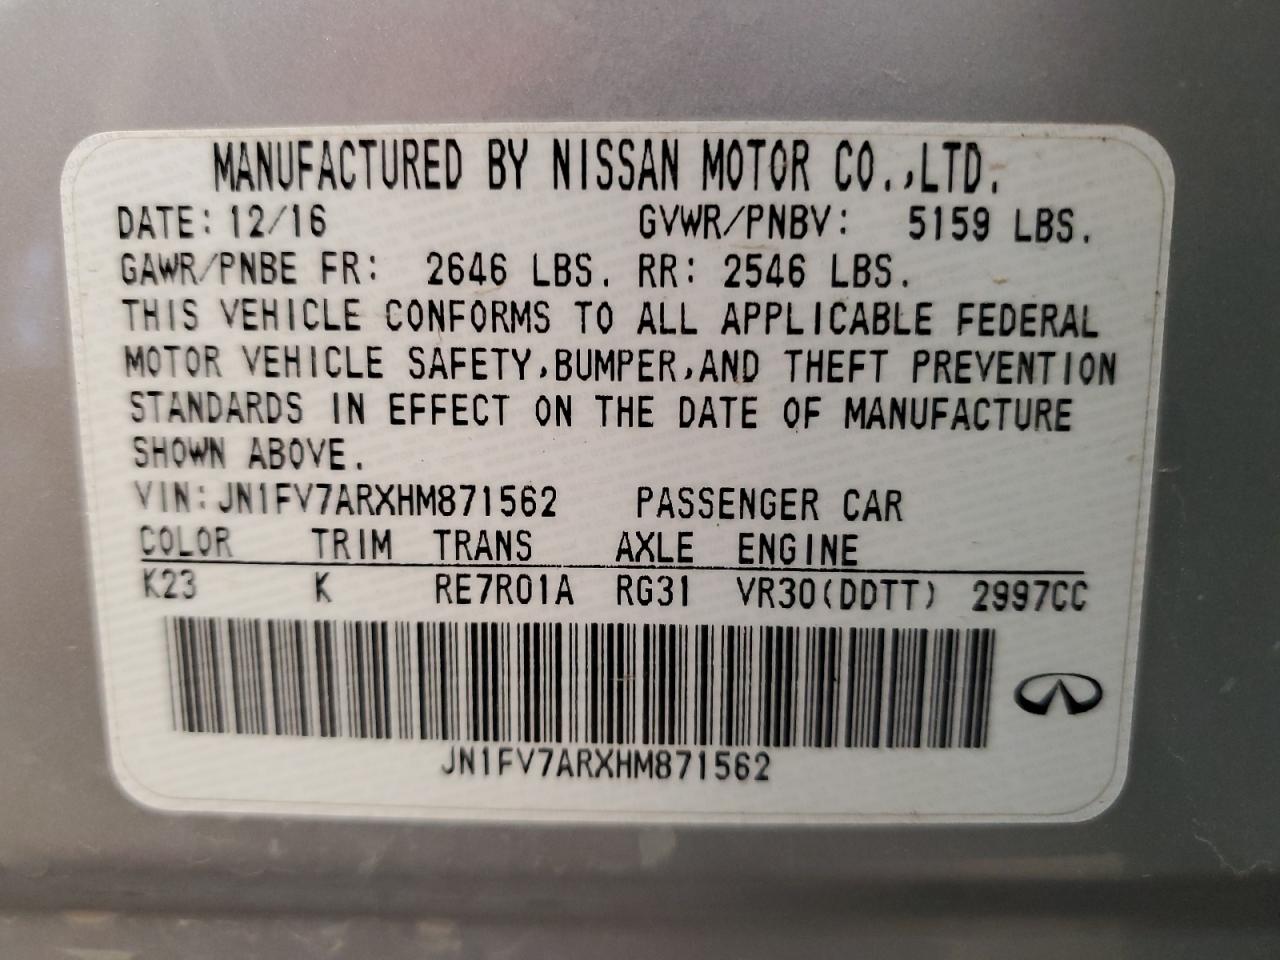 MANUFACTURED BY NISSAN MOTOR CO.,LTD.
DATE: 12/16 GVWR/PNBV: 5159 LBS.
GAWR/PNBE FR: 2646 LBS. RR: 2546 LBS.
THIS VEHICLE CONFORMS TO ALL APPLICABLE FEDERAL
MOTOR VEHICLE SAFETY,BUMPER,AND THEFT PREVENTION
STANDARDS IN EFFECT ON THE DATE OF MANUFACTURE
SHOWN ABOVE.
VIN: JN1FV7ARXHM871562 PASSENGER CAR
COLOR TRIM TRANS AXLE ENGINE
K23 K RE7R01A RG31 VR30(DDTT) 2997CC
JN1FV7ARXHM871562